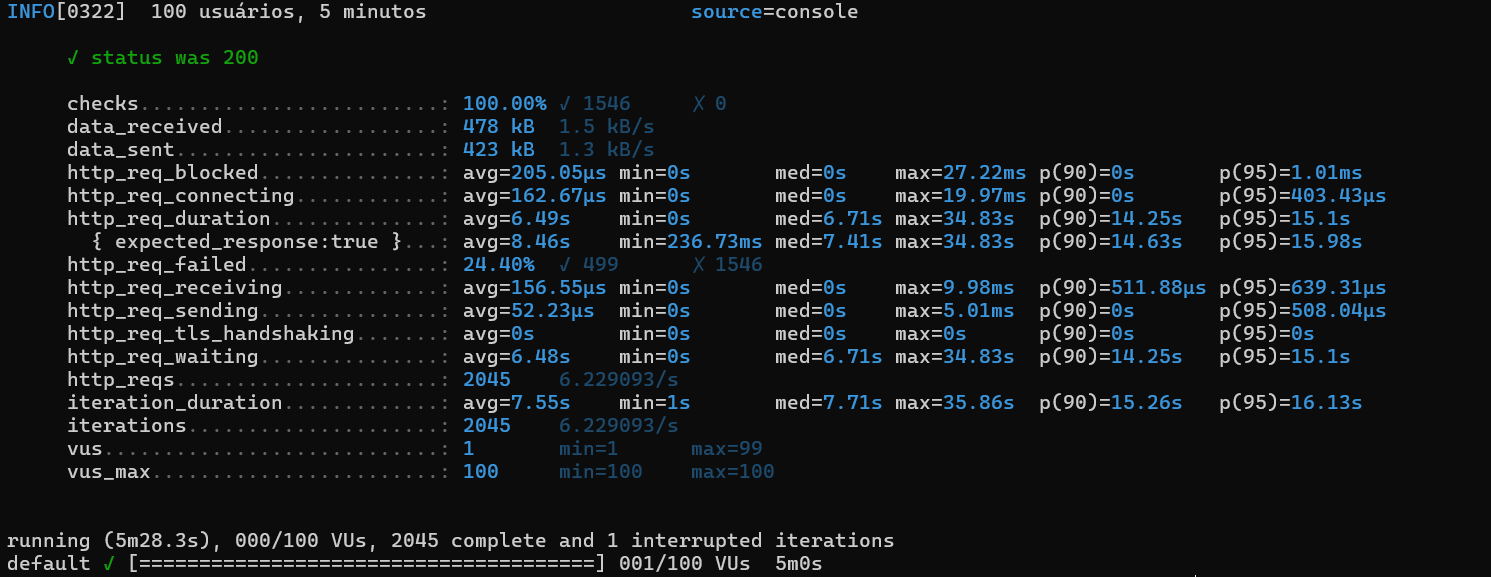 INFO[0322]  100 usuários, 5 minutos                      source=console
✓ status was 200
checks.........................: 100.00% ✓ 1546     ✗ 0
data_received..................: 478 kB  1.5 kB/s
data_sent......................: 423 kB  1.3 kB/s
http_req_blocked...............: avg=205.05µs min=0s       med=0s    max=27.22ms p(90)=0s       p(95)=1.01ms
http_req_connecting............: avg=162.67µs min=0s       med=0s    max=19.97ms p(90)=0s       p(95)=403.43µs
http_req_duration..............: avg=6.49s    min=0s       med=6.71s max=34.83s  p(90)=14.25s   p(95)=15.1s
{ expected_response:true }...: avg=8.46s    min=236.73ms med=7.41s max=34.83s  p(90)=14.63s   p(95)=15.98s
http_req_failed................: 24.40%  ✓ 499      ✗ 1546
http_req_receiving.............: avg=156.55µs min=0s       med=0s    max=9.98ms  p(90)=511.88µs p(95)=639.31µs
http_req_sending...............: avg=52.23µs  min=0s       med=0s    max=5.01ms  p(90)=0s       p(95)=508.04µs
http_req_tls_handshaking.......: avg=0s       min=0s       med=0s    max=0s      p(90)=0s       p(95)=0s
http_req_waiting...............: avg=6.48s    min=0s       med=6.71s max=34.83s  p(90)=14.25s   p(95)=15.1s
http_reqs......................: 2045    6.229093/s
iteration_duration.............: avg=7.55s    min=1s       med=7.71s max=35.86s  p(90)=15.26s   p(95)=16.13s
iterations.....................: 2045    6.229093/s
vus............................: 1       min=1      max=99
vus_max........................: 100     min=100    max=100
running (5m28.3s), 000/100 VUs, 2045 complete and 1 interrupted iterations
default ✓ [======================================] 001/100 VUs  5m0s